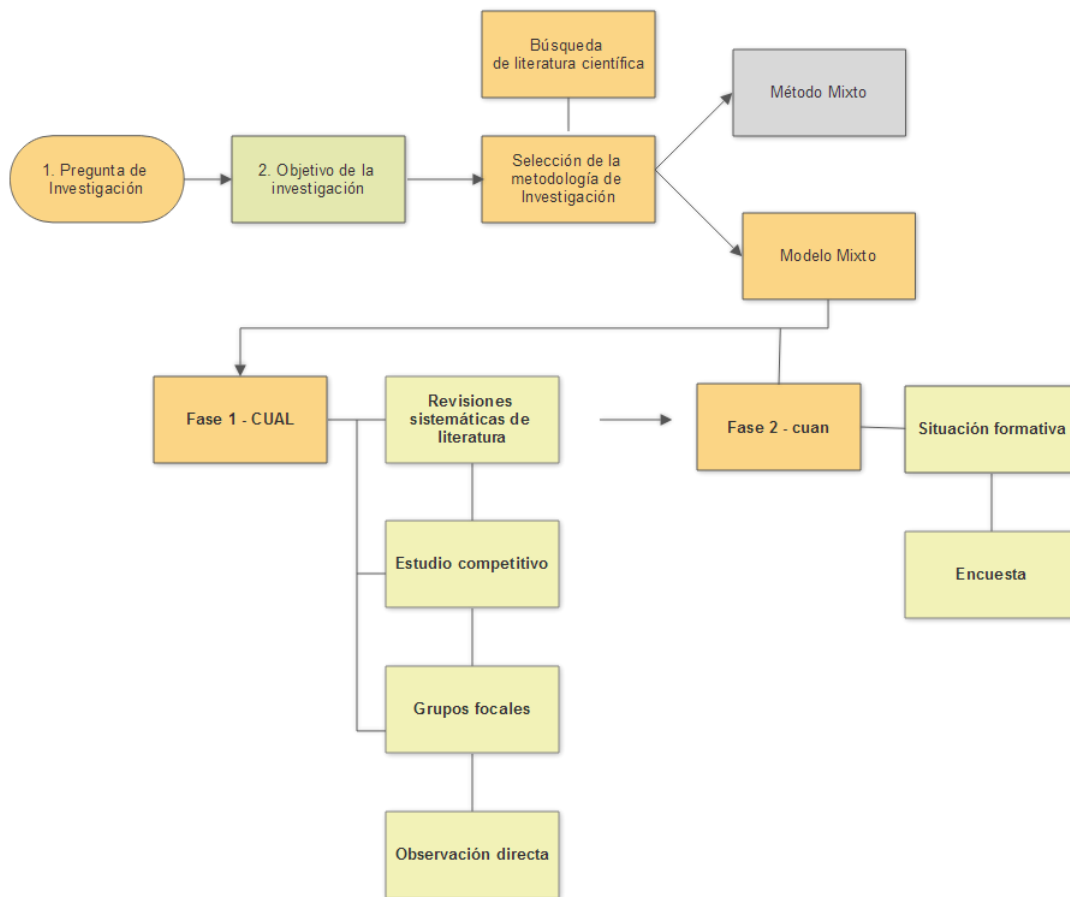 Búsqueda
de literatura científica
Método Mixto
1. Pregunta de
Investigación
2. Objetivo de la
investigación
Selección de la
metodología de
Investigación
Modelo Mixto
Fase 1 - CUAL
Revisiones
sistemáticas de
literatura
Fase 2 - cuan
Situación formativa
Estudio competitivo
Encuesta
Grupos focales
Observación directa